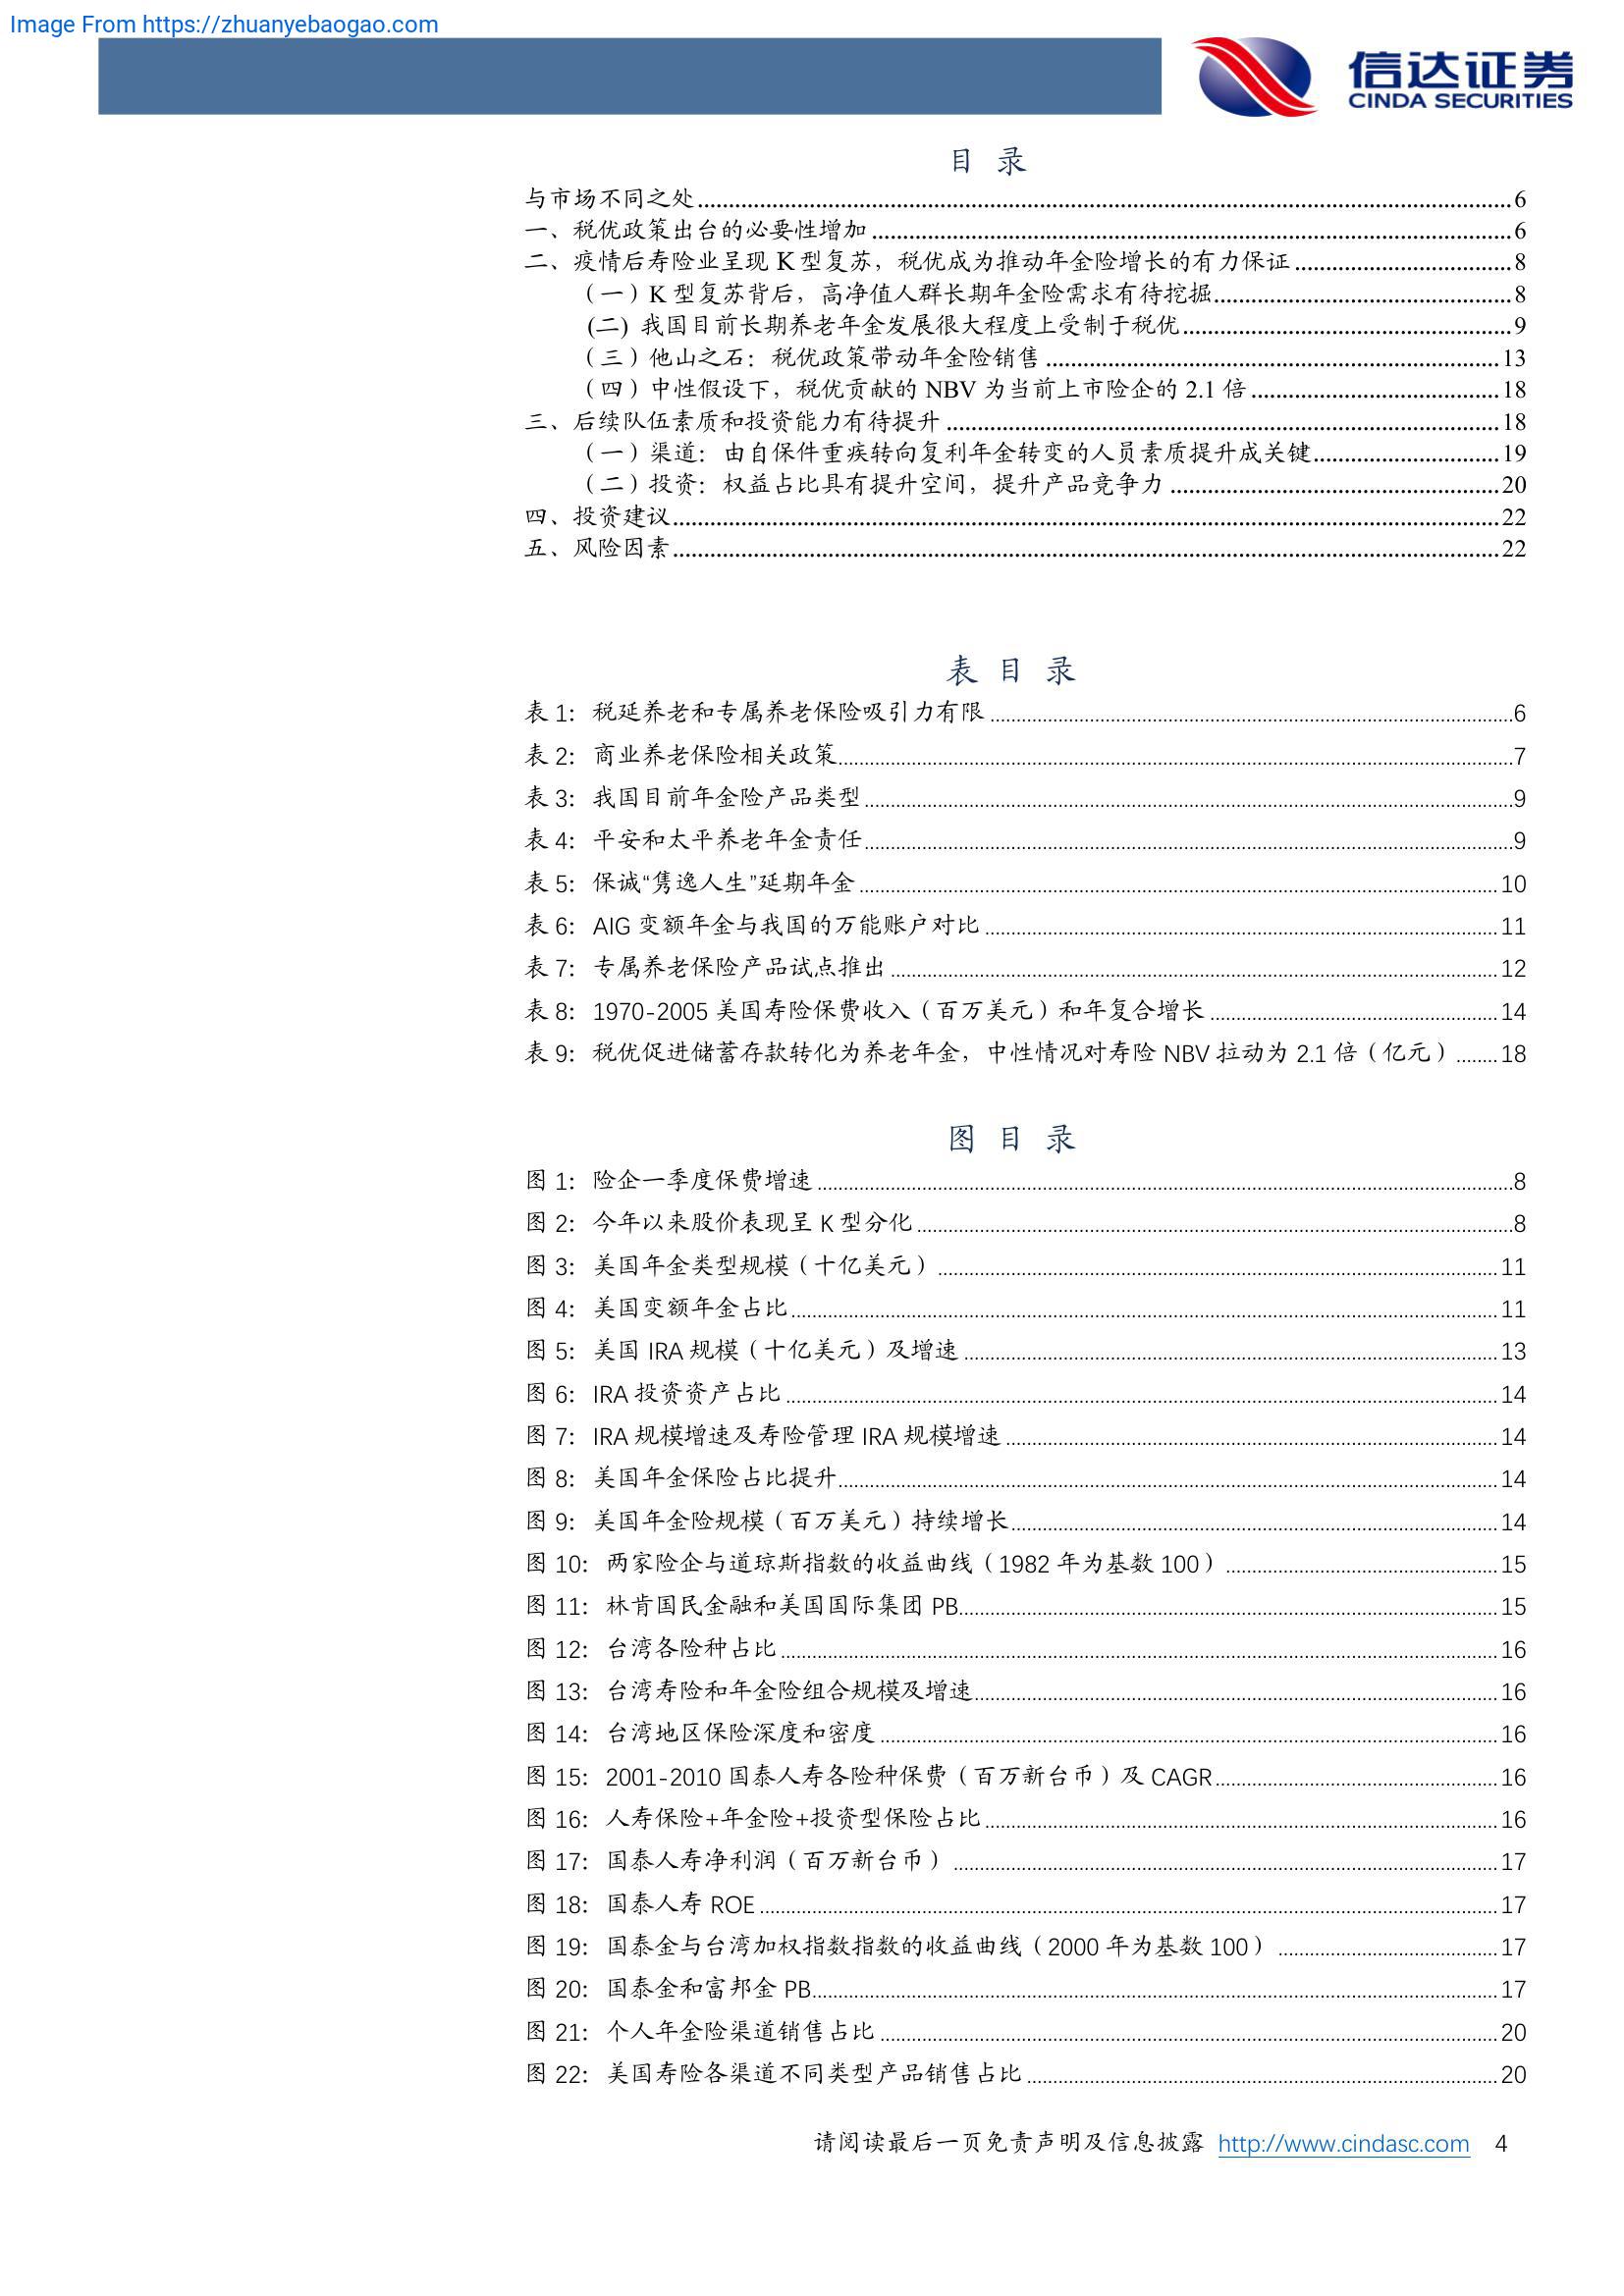 Image From https://zhuanyebaogao.com
信达证券
CINDA SECURITIES
目 录
与市场不同之处 6
一、税优政策出台的必要性增加 6
二、疫情后寿险业呈现 K 型复苏，税优成为推动年金险增长的有力保证 8
（一）K 型复苏背后，高净值人群长期年金险需求有待挖掘 8
(二) 我国目前长期养老年金发展很大程度上受制于税优 9
（三）他山之石：税优政策带动年金险销售 13
（四）中性假设下，税优贡献的 NBV 为当前上市险企的 2.1 倍 18
三、后续队伍素质和投资能力有待提升 18
（一）渠道：由自保件重疾转向复利年金转变的人员素质提升成关键 19
（二）投资：权益占比具有提升空间，提升产品竞争力 20
四、投资建议 22
五、风险因素 22
表 目 录
表 1：税延养老和专属养老保险吸引力有限 6
表 2：商业养老保险相关政策 7
表 3：我国目前年金险产品类型 9
表 4：平安和太平养老年金责任 9
表 5：保诚“隽逸人生”延期年金 10
表 6：AIG 变额年金与我国的万能账户对比 11
表 7：专属养老保险产品试点推出 12
表 8：1970-2005 美国寿险保费收入（百万美元）和年复合增长 14
表 9：税优促进储蓄存款转化为养老年金，中性情况对寿险 NBV 拉动为 2.1 倍（亿元） 18
图 目 录
图 1：险企一季度保费增速 8
图 2：今年以来股价表现呈 K 型分化 8
图 3：美国年金类型规模（十亿美元） 11
图 4：美国变额年金占比 11
图 5：美国 IRA 规模（十亿美元）及增速 13
图 6：IRA 投资资产占比 14
图 7：IRA 规模增速及寿险管理 IRA 规模增速 14
图 8：美国年金保险占比提升 14
图 9：美国年金险规模（百万美元）持续增长 14
图 10：两家险企与道琼斯指数的收益曲线（1982 年为基数 100） 15
图 11：林肯国民金融和美国国际集团 PB 15
图 12：台湾各险种占比 16
图 13：台湾寿险和年金险组合规模及增速 16
图 14：台湾地区保险深度和密度 16
图 15：2001-2010 国泰人寿各险种保费（百万新台币）及 CAGR 16
图 16：人寿保险+年金险+投资型保险占比 16
图 17：国泰人寿净利润（百万新台币） 17
图 18：国泰人寿 ROE 17
图 19：国泰金与台湾加权指数指数的收益曲线（2000 年为基数 100） 17
图 20：国泰金和富邦金 PB 17
图 21：个人年金险渠道销售占比 20
图 22：美国寿险各渠道不同类型产品销售占比 20
请阅读最后一页免责声明及信息披露 http://www.cindasc.com 4